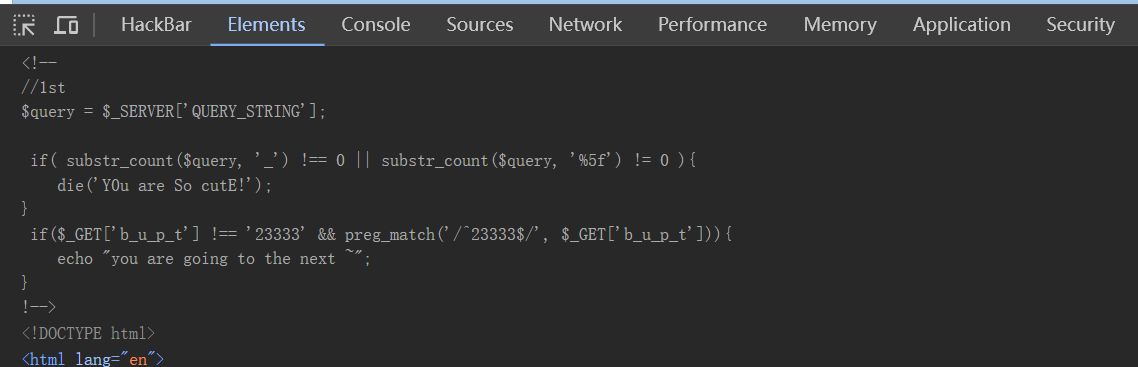 HackBar Elements Console Sources Network Performance Memory Application Security
<!--
//1st
$query = $_SERVER['QUERY_STRING'];
if( substr_count($query, '_') !== 0 || substr_count($query, '%5f') != 0 ){
die('Y0u are So cutE!');
}
if($_GET['b_u_p_t'] !== '23333' && preg_match('/^23333$/', $_GET['b_u_p_t'])){
echo "you are going to the next ~";
}
!-->
<!DOCTYPE html>
<html lang="en">